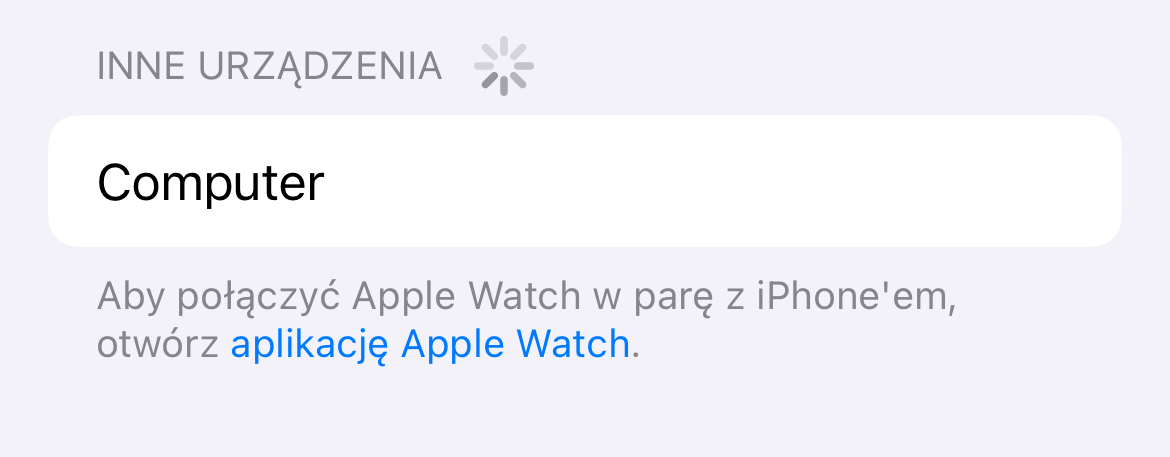 INNE URZĄDZENIA
Computer
Aby połączyć Apple Watch w parę z iPhone'em,
otwórz aplikację Apple Watch.